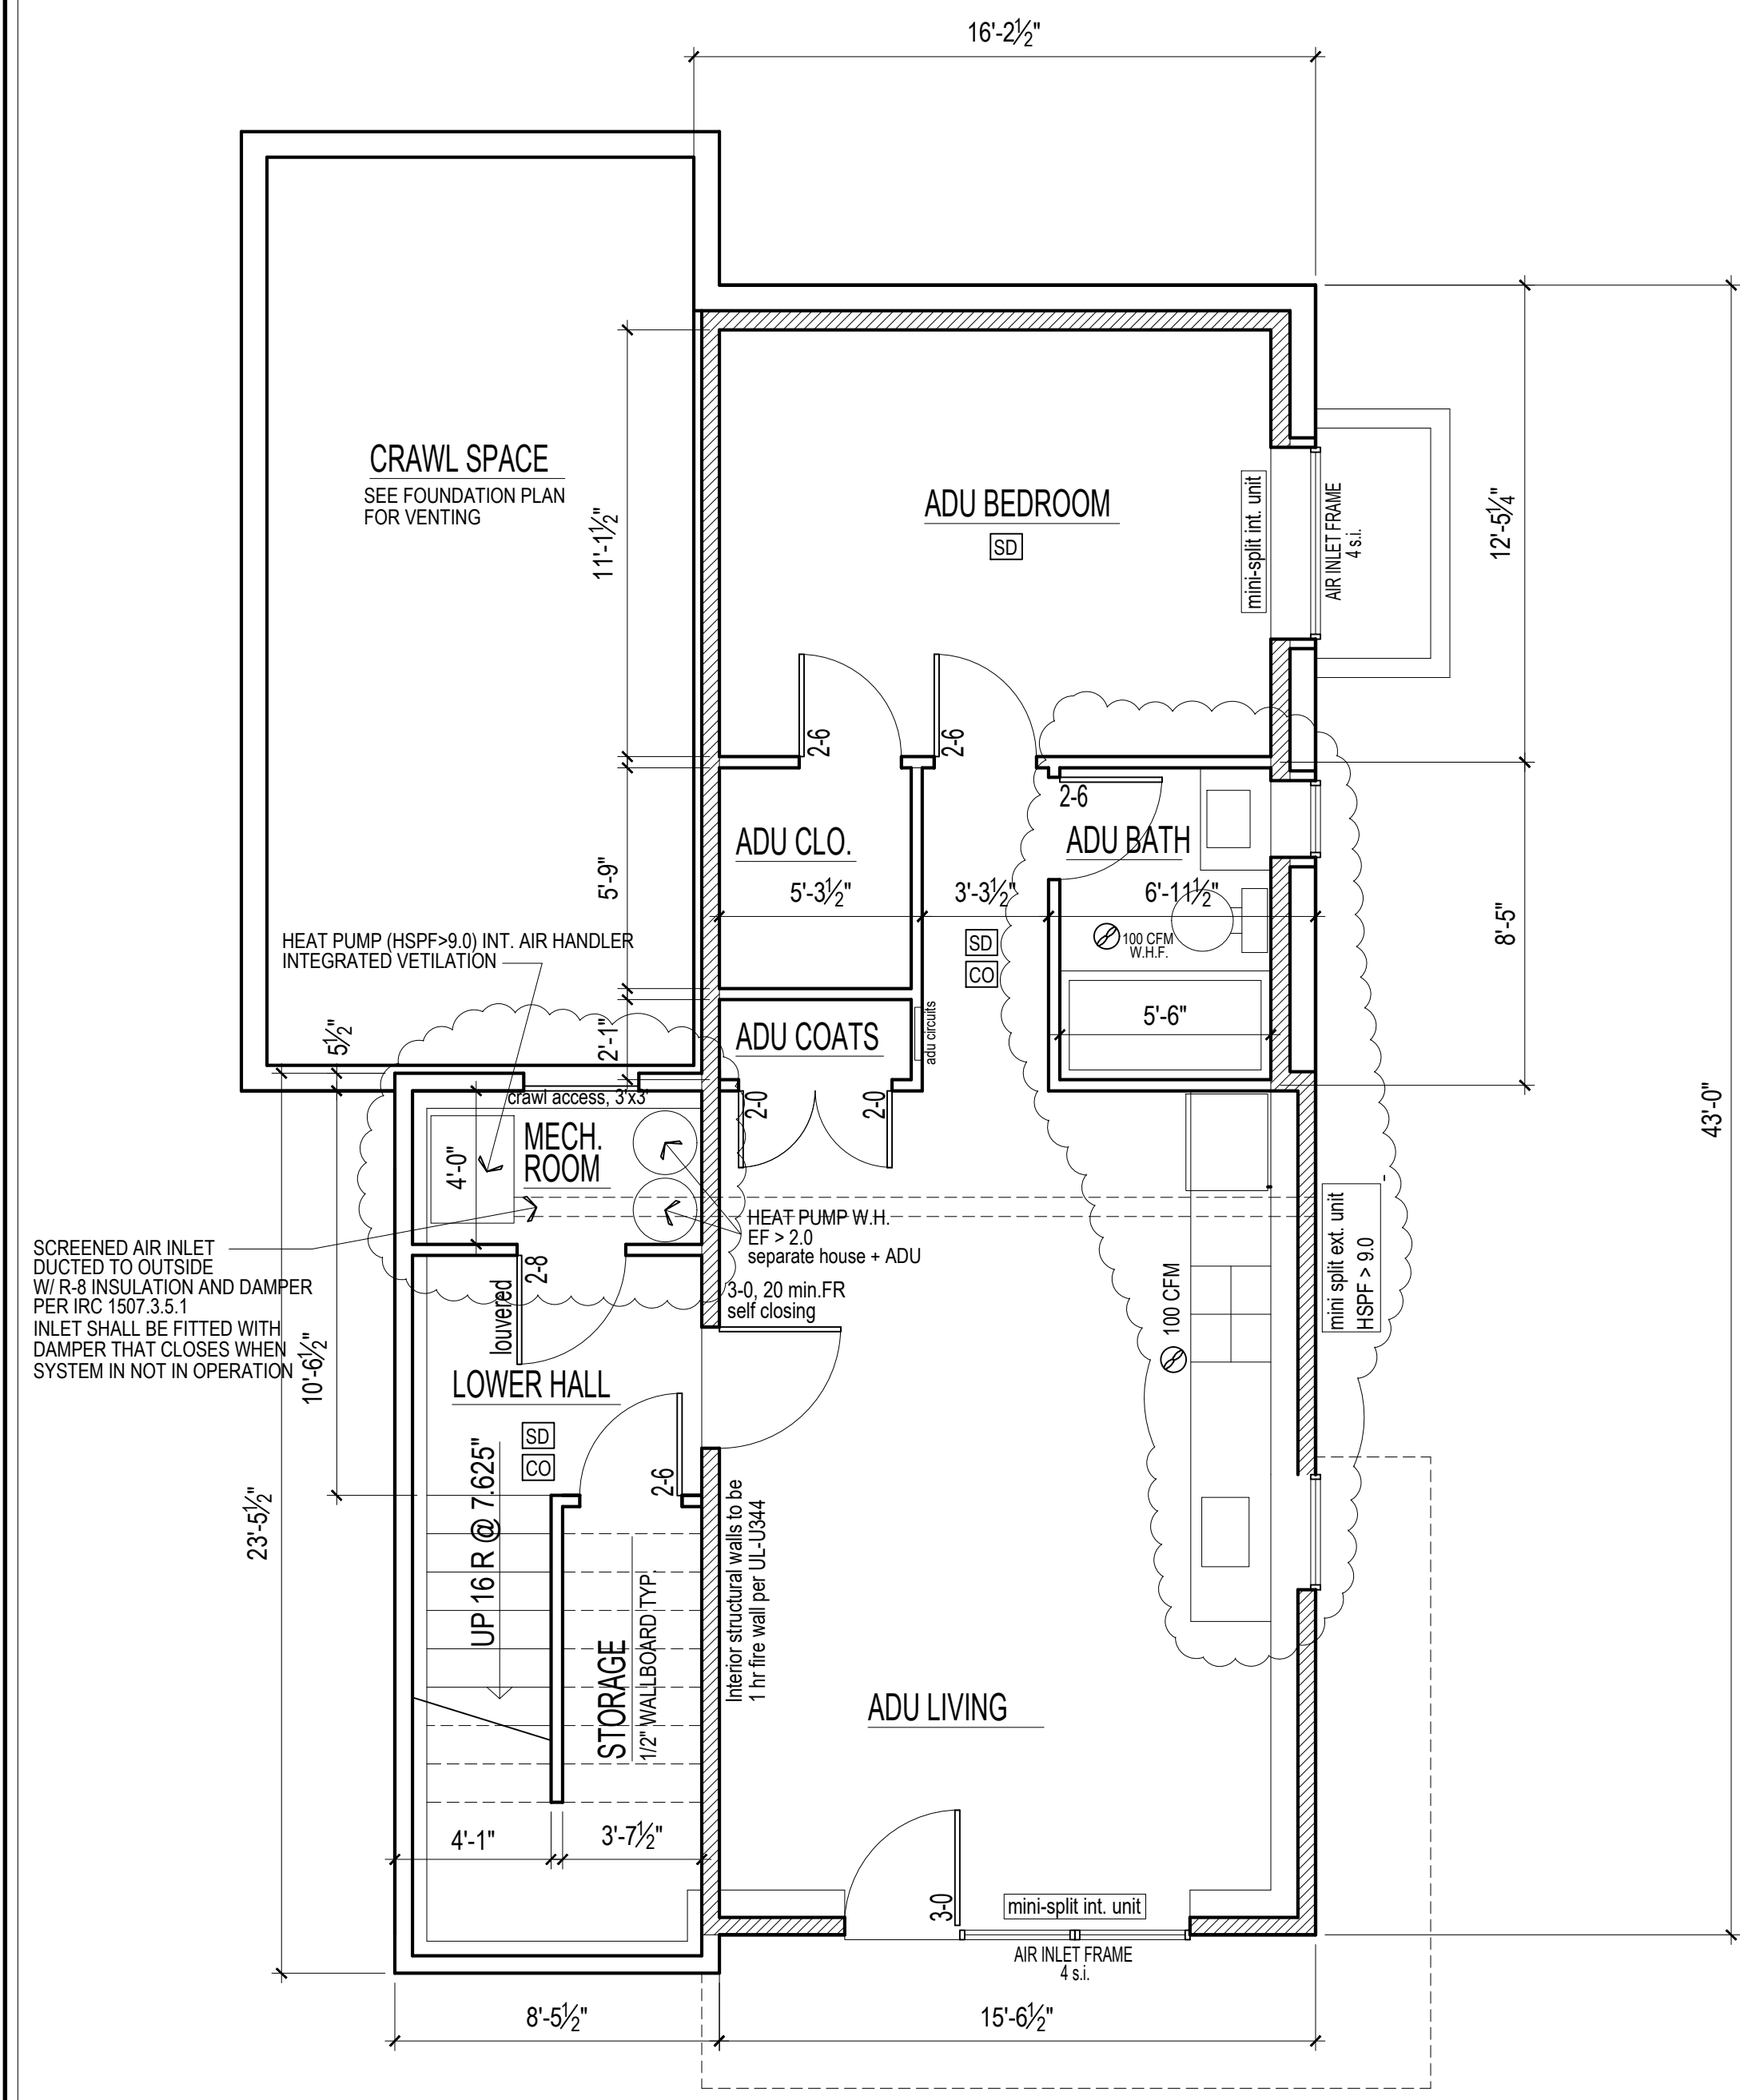 16'-2½"
CRAWL SPACE
SEE FOUNDATION PLAN
FOR VENTING
11'-1½"
ADU BEDROOM
SD
mini-split int. unit
AIR INLET FRAME
4 s.i.
12'-5¼"
43'-0"
2-6
2-6
2-6
ADU CLO.
ADU BATH
5'-9"
5'-3½"
3'-3½"
6'-11½"
8'-5"
HEAT PUMP (HSPF>9.0) INT. AIR HANDLER
INTEGRATED VETILATION
SD
CO
100 CFM
W.H.F.
5½"
2'-1"
ADU COATS
adu circuits
5'-6"
crawl access, 3'x3'
2-0
2-0
4'-0"
MECH.
ROOM
HEAT PUMP W.H.
EF > 2.0
separate house + ADU
mini split ext. unit
HSPF > 9.0
-
SCREENED AIR INLET
DUCTED TO OUTSIDE
W/ R-8 INSULATION AND DAMPER
PER IRC 1507.3.5.1
INLET SHALL BE FITTED WITH
DAMPER THAT CLOSES WHEN
SYSTEM IN NOT IN OPERATION
louvered
2-8
3-0, 20 min.FR
self closing
100 CFM
10'-6½"
LOWER HALL
SD
CO
2-6
UP 16 R @ 7.625"
23'-5½"
STORAGE
1/2" WALLBOARD TYP.
Interior structural walls to be
1 hr fire wall per UL-U344
ADU LIVING
4'-1"
3'-7½"
3-0
mini-split int. unit
AIR INLET FRAME
4 s.i.
8'-5½"
15'-6½"